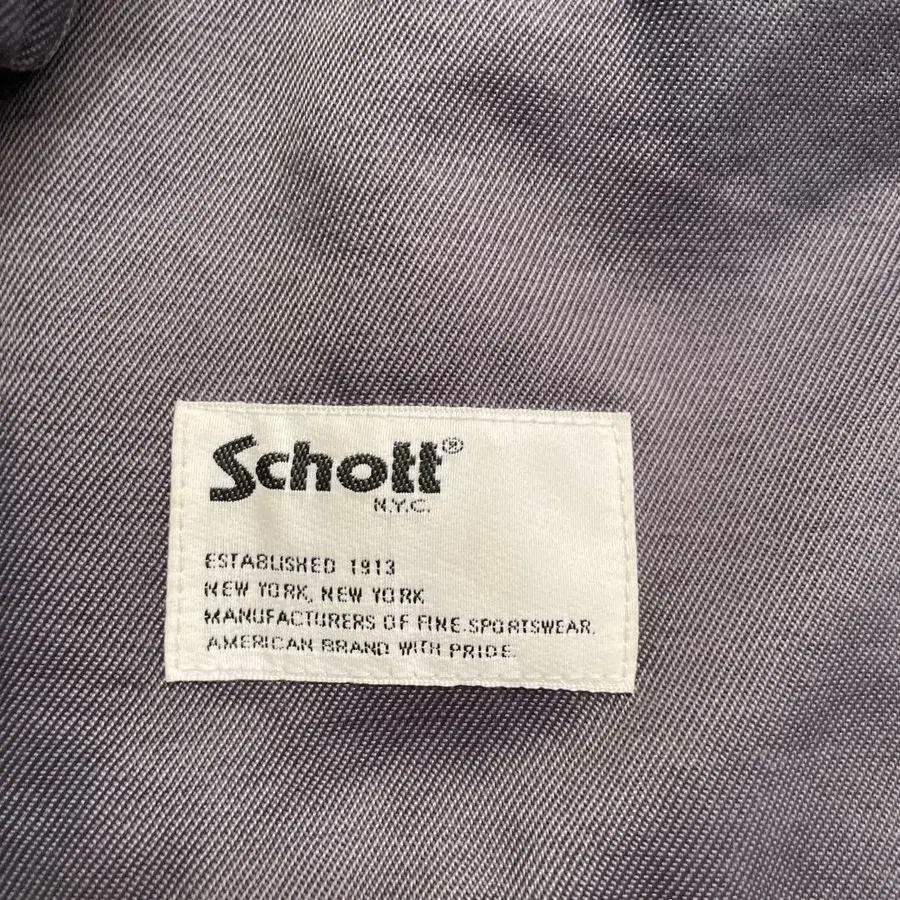 Schott®
N.Y.C.
ESTABLISHED 1913
NEW YORK, NEW YORK
MANUFACTURERS OF FINE SPORTSWEAR.
AMERICAN BRAND WITH PRIDE.